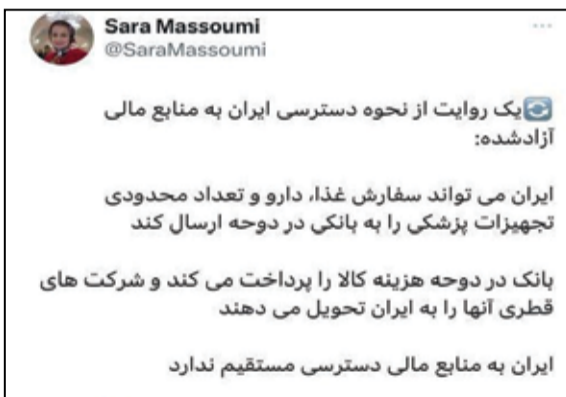 Sara Massoumi
@SaraMassoumi
یک روایت از نحوه دسترسی ایران به منابع مالی
آزادشده:
ایران می تواند سفارش غذا، دارو و تعداد محدودی
تجهیزات پزشکی را به بانکی در دوحه ارسال کند
بانک در دوحه هزینه کالا را پرداخت می کند و شرکت های
قطری آنها را به ایران تحویل می دهند
ایران به منابع مالی دسترسی مستقیم ندارد